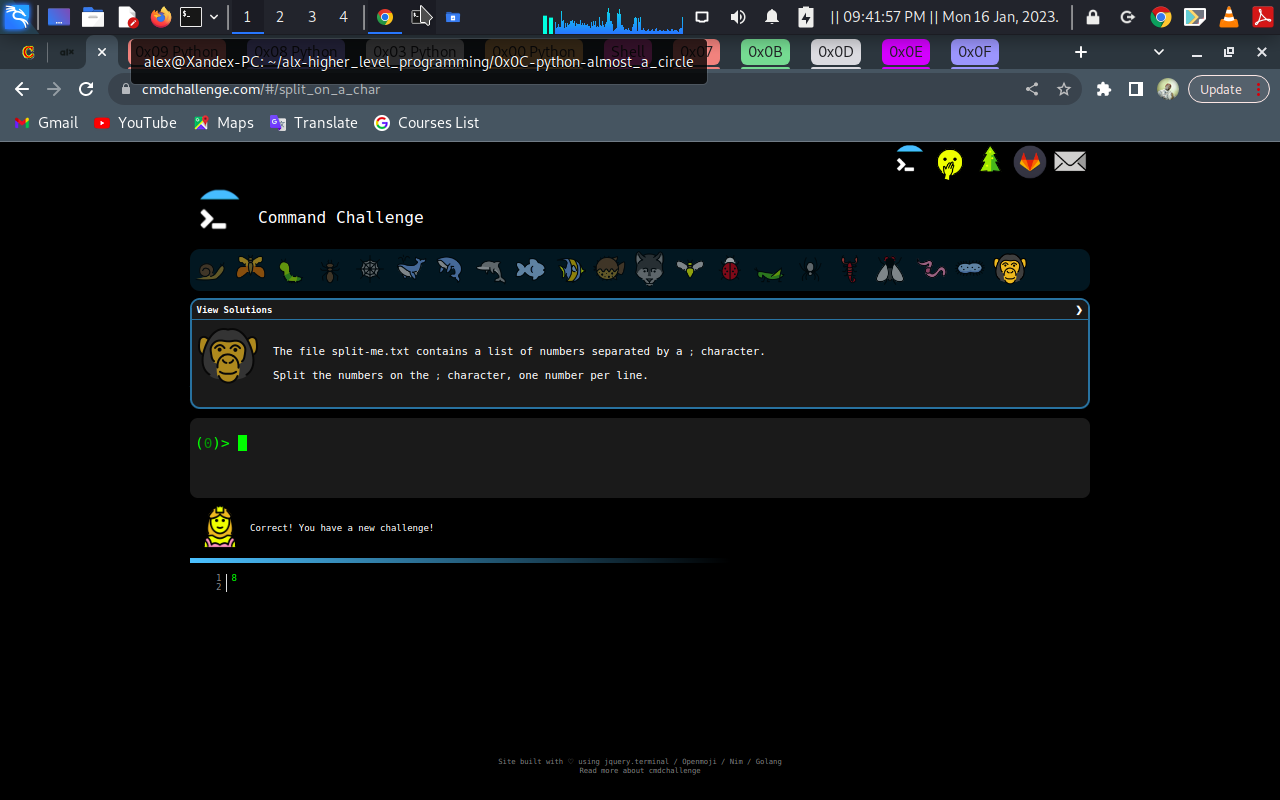 1 2 3 4 || 09:41:57 PM || Mon 16 Jan, 2023.
0x09 Python 0x08 Python 0x03 Python 0x00 Python Shell 0x07 0x0B 0x0D 0x0E 0x0F
alex@Xandex-PC: ~/alx-higher_level_programming/0x0C-python-almost_a_circle
cmdchallenge.com/#/split_on_a_char Update
Gmail YouTube Maps Translate Courses List
Command Challenge
View Solutions
The file split-me.txt contains a list of numbers separated by a ; character.
Split the numbers on the ; character, one number per line.
(0)>
Correct! You have a new challenge!
1 8
2
Site built with ♡ using jquery.terminal / Openmoji / Nim / Golang
Read more about cmdchallenge